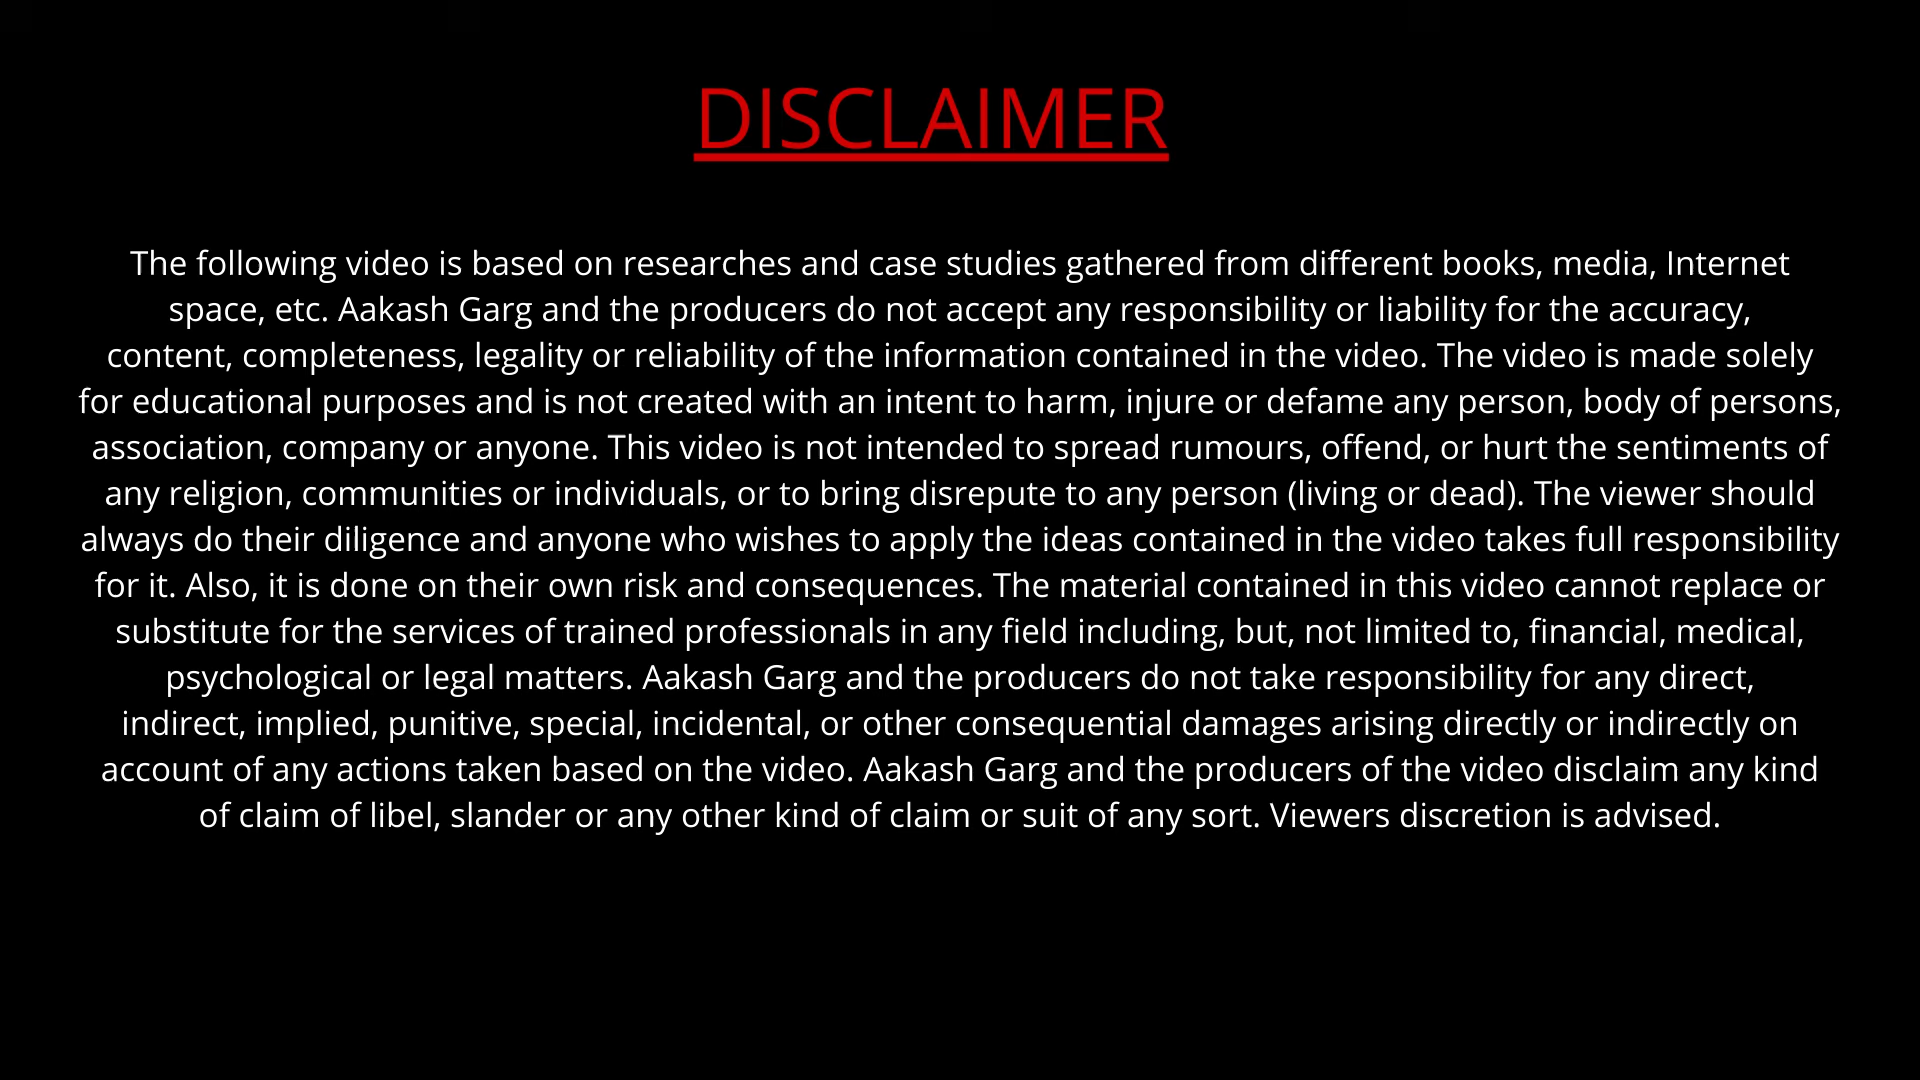 DISCLAIMER
The following video is based on researches and case studies gathered from different books, media, Internet
space, etc. Aakash Garg and the producers do not accept any responsibility or liability for the accuracy,
content, completeness, legality or reliability of the information contained in the video. The video is made solely
for educational purposes and is not created with an intent to harm, injure or defame any person, body of persons,
association, company or anyone. This video is not intended to spread rumours, offend, or hurt the sentiments of
any religion, communities or individuals, or to bring disrepute to any person (living or dead). The viewer should
always do their diligence and anyone who wishes to apply the ideas contained in the video takes full responsibility
for it. Also, it is done on their own risk and consequences. The material contained in this video cannot replace or
substitute for the services of trained professionals in any field including, but, not limited to, financial, medical,
psychological or legal matters. Aakash Garg and the producers do not take responsibility for any direct,
indirect, implied, punitive, special, incidental, or other consequential damages arising directly or indirectly on
account of any actions taken based on the video. Aakash Garg and the producers of the video disclaim any kind
of claim of libel, slander or any other kind of claim or suit of any sort. Viewers discretion is advised.